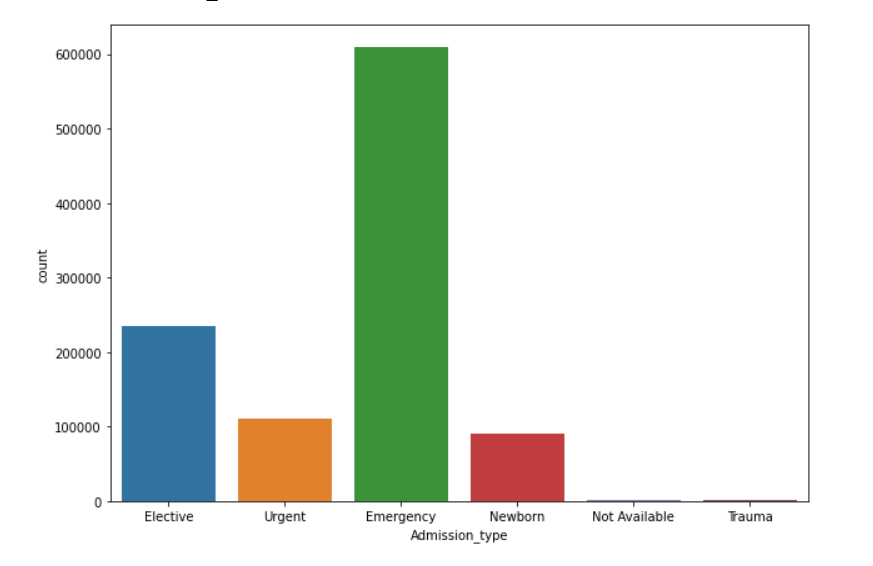 600000
500000
400000
300000
200000
100000
0
count
Elective Urgent Emergency Newborn Not Available Trauma
Admission_type